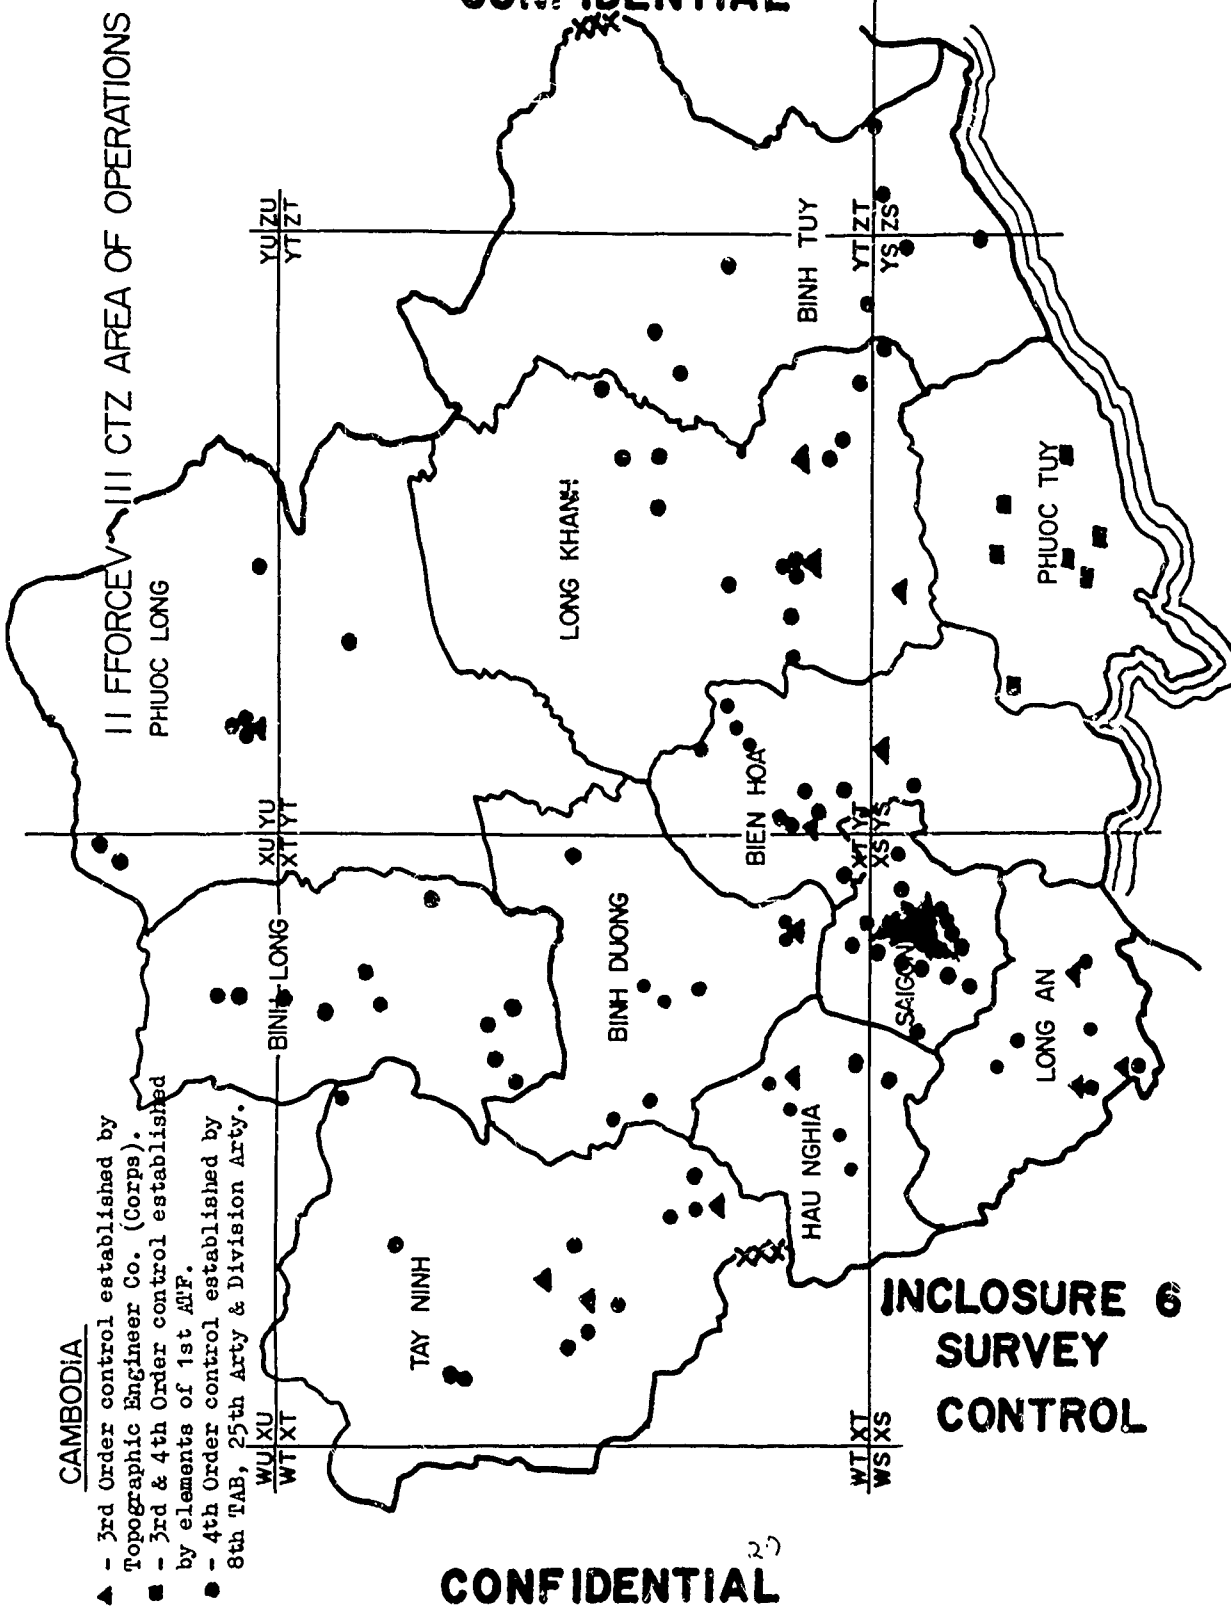 CONFIDENTIAL
II FFORCEV III CTZ AREA OF OPERATIONS
CAMBODIA
▲ - 3rd Order control established by
Topographic Engineer Co. (Corps).
■ - 3rd & 4th Order control established
by elements of 1st ATF.
● - 4th Order control established by
8th TAB, 25th Arty & Division Arty.
PHUOC LONG
BINH LONG
TAY NINH
BINH DUONG
LONG KHANH
BINH TUY
BIEN HOA
HAU NGHIA
SAIGON
LONG AN
PHUOC TUY
WU XU
WT XT
XU YU
XT YT
YU ZU
YT ZT
WT XT
WS XS
XT YT
XS YS
YT ZT
YS ZS
XXX
XXX
INCLOSURE 6
SURVEY
CONTROL
20
CONFIDENTIAL